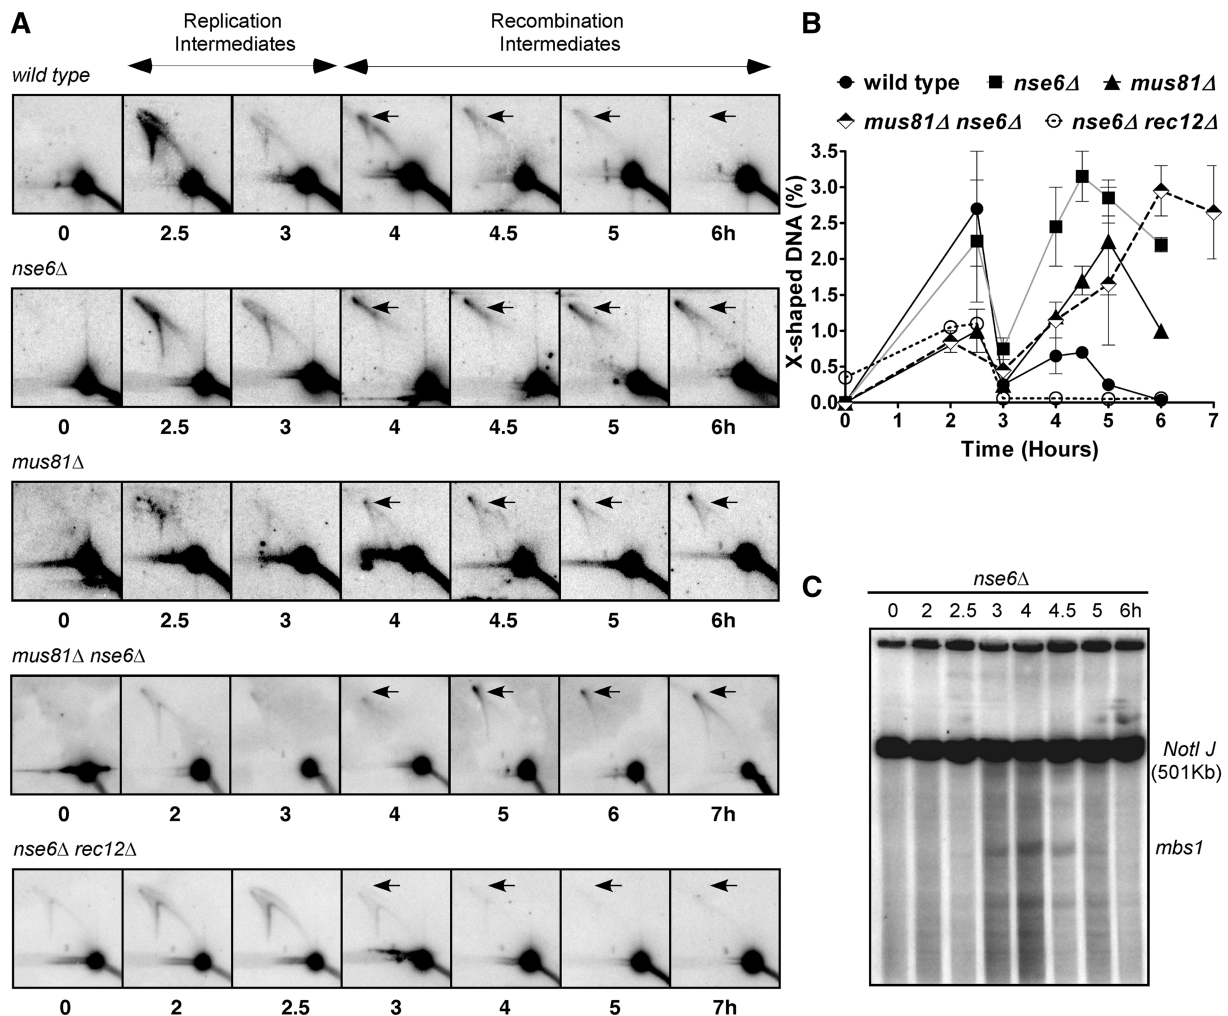 A
Replication
Intermediates
Recombination
Intermediates
wild type
0 2.5 3 4 4.5 5 6h
nse6Δ
0 2.5 3 4 4.5 5 6h
mus81Δ
0 2.5 3 4 4.5 5 6h
mus81Δ nse6Δ
0 2 3 4 5 6 7h
nse6Δ rec12Δ
0 2 2.5 3 4 5 7h
B
wild type nse6Δ mus81Δ
mus81Δ nse6Δ nse6Δ rec12Δ
X-shaped DNA (%)
3.5
3.0
2.5
2.0
1.5
1.0
0.5
0.0
0 1 2 3 4 5 6 7
Time (Hours)
C
nse6Δ
0 2 2.5 3 4 4.5 5 6h
NotI J
(501Kb)
mbs1